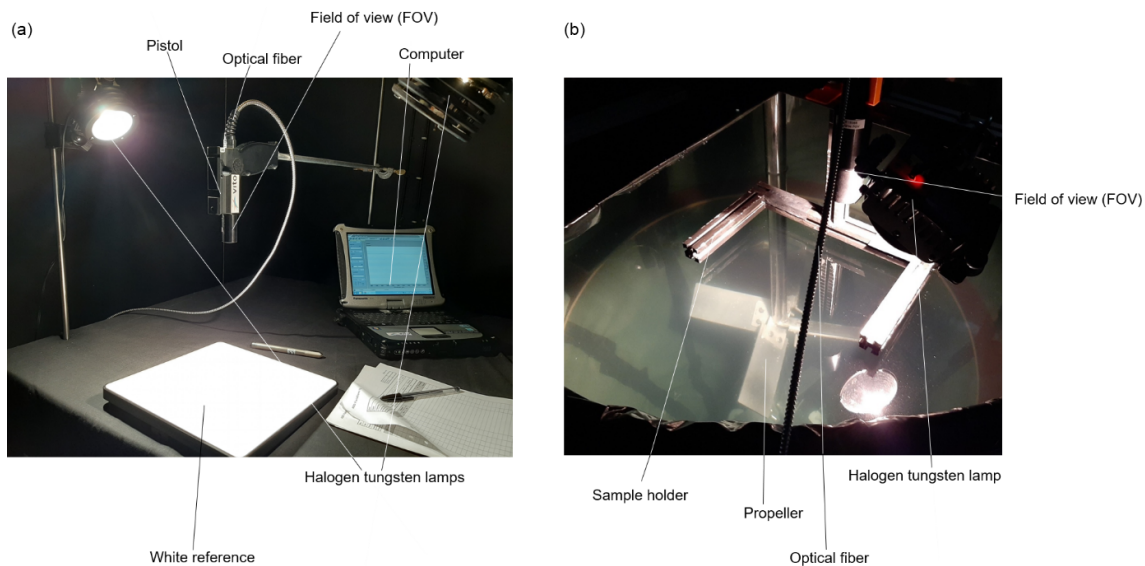 (a)
Field of view (FOV)
Pistol
Optical fiber
Computer
vito
Halogen tungsten lamps
White reference
(b)
Field of view (FOV)
Sample holder
Halogen tungsten lamp
Propeller
Optical fiber